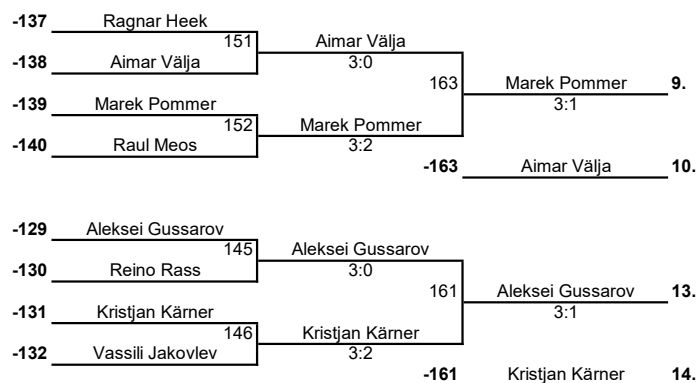 -137 Ragnar Heek
151 Aimar Välja
-138 Aimar Välja 3:0
163 Marek Pommer 9.
-139 Marek Pommer 3:1
152 Marek Pommer
-140 Raul Meos 3:2
-163 Aimar Välja 10.
-129 Aleksei Gussarov
145 Aleksei Gussarov
-130 Reino Rass 3:0
161 Aleksei Gussarov 13.
-131 Kristjan Kärner 3:1
146 Kristjan Kärner
-132 Vassili Jakovlev 3:2
-161 Kristjan Kärner 14.